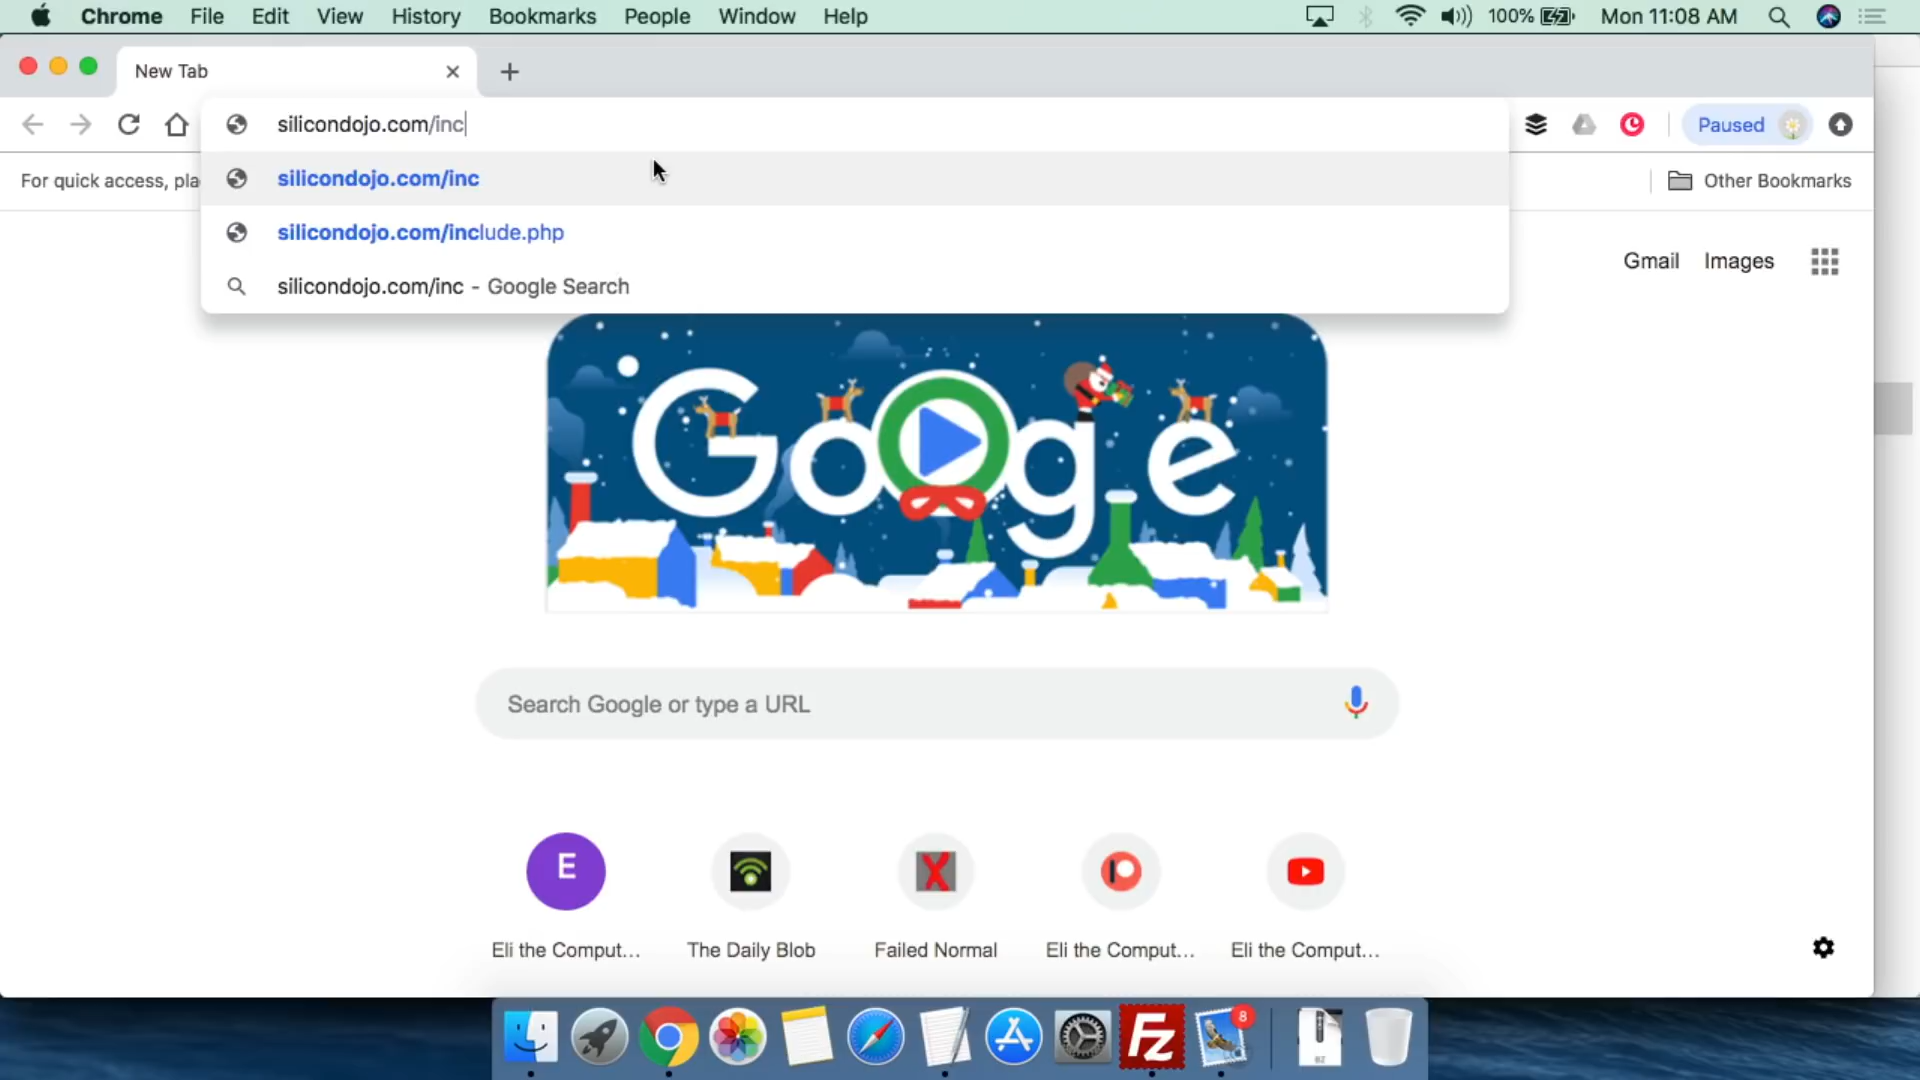 Chrome File Edit View History Bookmarks People Window Help 100% Mon 11:08 AM
New Tab
silicondojo.com/inc
Paused
For quick access, pla
silicondojo.com/inc
Other Bookmarks
silicondojo.com/include.php
Gmail Images
silicondojo.com/inc - Google Search
Google
Search Google or type a URL
E
Eli the Comput... The Daily Blob Failed Normal Eli the Comput... Eli the Comput...
Fz
8
BZ